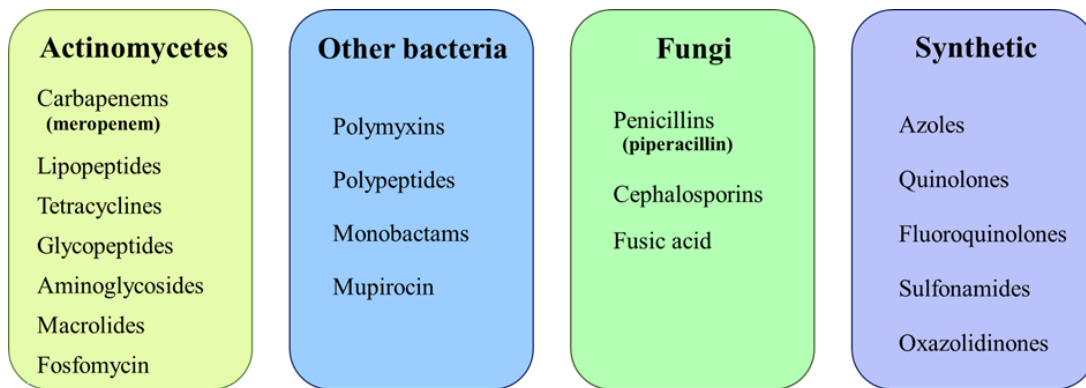 Actinomycetes
Carbapenems
(meropenem)
Lipopeptides
Tetracyclines
Glycopeptides
Aminoglycosides
Macrolides
Fosfomycin
Other bacteria
Polymyxins
Polypeptides
Monobactams
Mupirocin
Fungi
Penicillins
(piperacillin)
Cephalosporins
Fusic acid
Synthetic
Azoles
Quinolones
Fluoroquinolones
Sulfonamides
Oxazolidinones